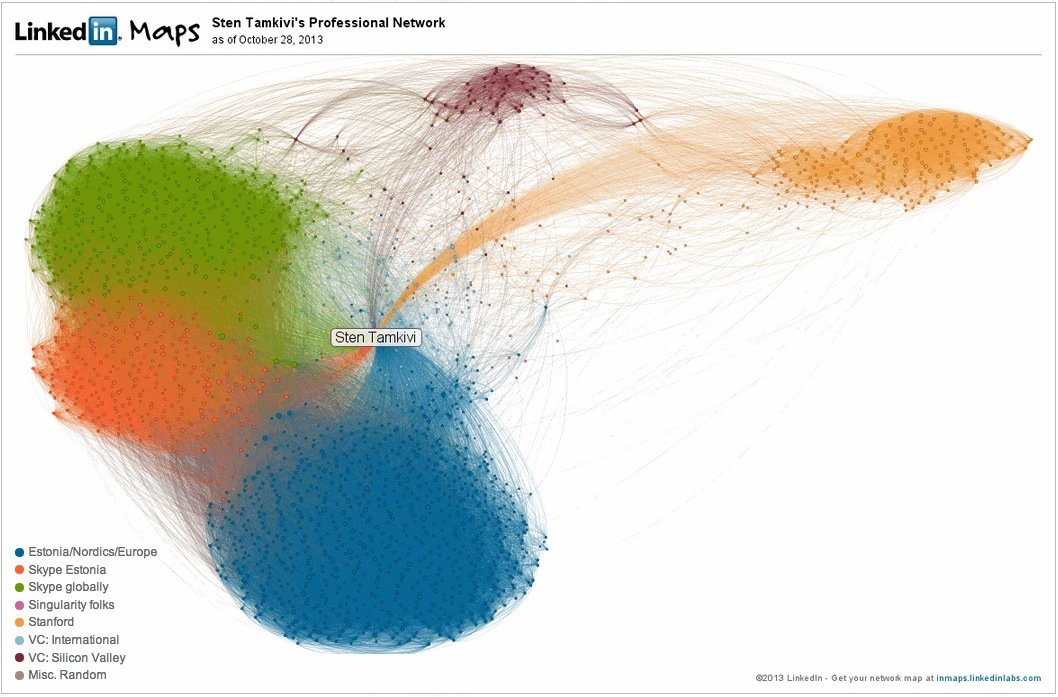 Linked in Maps
Sten Tamkivi's Professional Network
as of October 28, 2013
Sten Tamkivi
Estonia/Nordics/Europe
Skype Estonia
Skype globally
Singularity folks
Stanford
VC: International
VC: Silicon Valley
Misc. Random
©2013 LinkedIn - Get your network map at inmaps.linkedinlabs.com